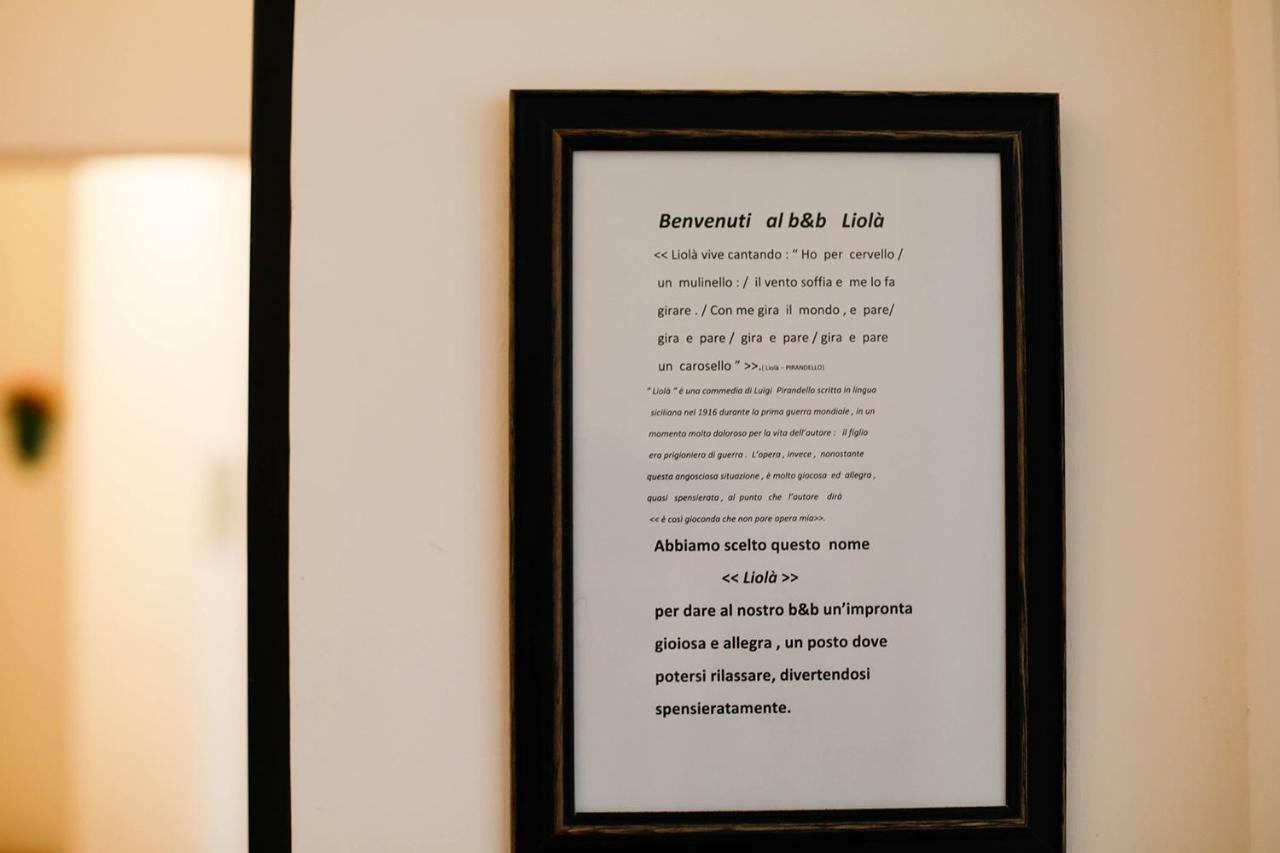 Benvenuti al b&b Liolà
<< Liolà vive cantando : “ Ho per cervello /
un mulinello : / il vento soffia e me lo fa
girare . / Con me gira il mondo , e pare/
gira e pare / gira e pare / gira e pare
un carosello ” >>.( Liolà – PIRANDELLO)
“ Liolà ” è una commedia di Luigi Pirandello scritta in lingua
siciliana nel 1916 durante la prima guerra mondiale , in un
momento molto doloroso per la vita dell’autore : il figlio
era prigioniero di guerra . L’opera , invece , nonostante
questa angosciosa situazione , è molto giocosa ed allegra ,
quasi spensierata , al punto che l’autore dirà
<< è così gioconda che non pare opera mia>>.
Abbiamo scelto questo nome
<< Liolà >>
per dare al nostro b&b un’impronta
gioiosa e allegra , un posto dove
potersi rilassare, divertendosi
spensieratamente.